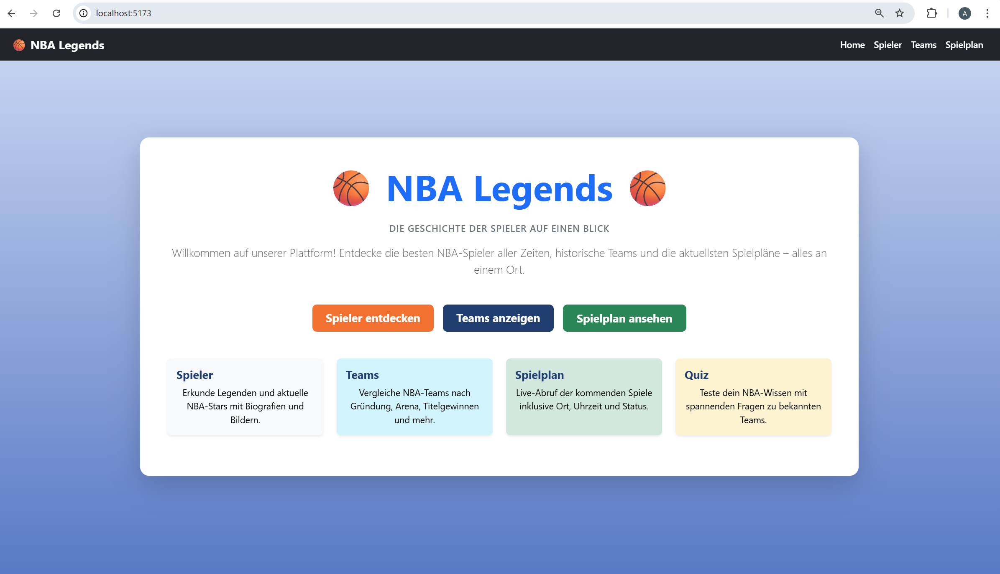 localhost:5173
A
NBA Legends
Home Spieler Teams Spielplan
NBA Legends
DIE GESCHICHTE DER SPIELER AUF EINEN BLICK
Willkommen auf unserer Plattform! Entdecke die besten NBA-Spieler aller Zeiten, historische Teams und die aktuellsten Spielpläne – alles an
einem Ort.
Spieler entdecken
Teams anzeigen
Spielplan ansehen
Spieler
Erkunde Legenden und aktuelle
NBA-Stars mit Biografien und
Bildern.
Teams
Vergleiche NBA-Teams nach
Gründung, Arena, Titelgewinnen
und mehr.
Spielplan
Live-Abruf der kommenden Spiele
inklusive Ort, Uhrzeit und Status.
Quiz
Teste dein NBA-Wissen mit
spannenden Fragen zu bekannten
Teams.